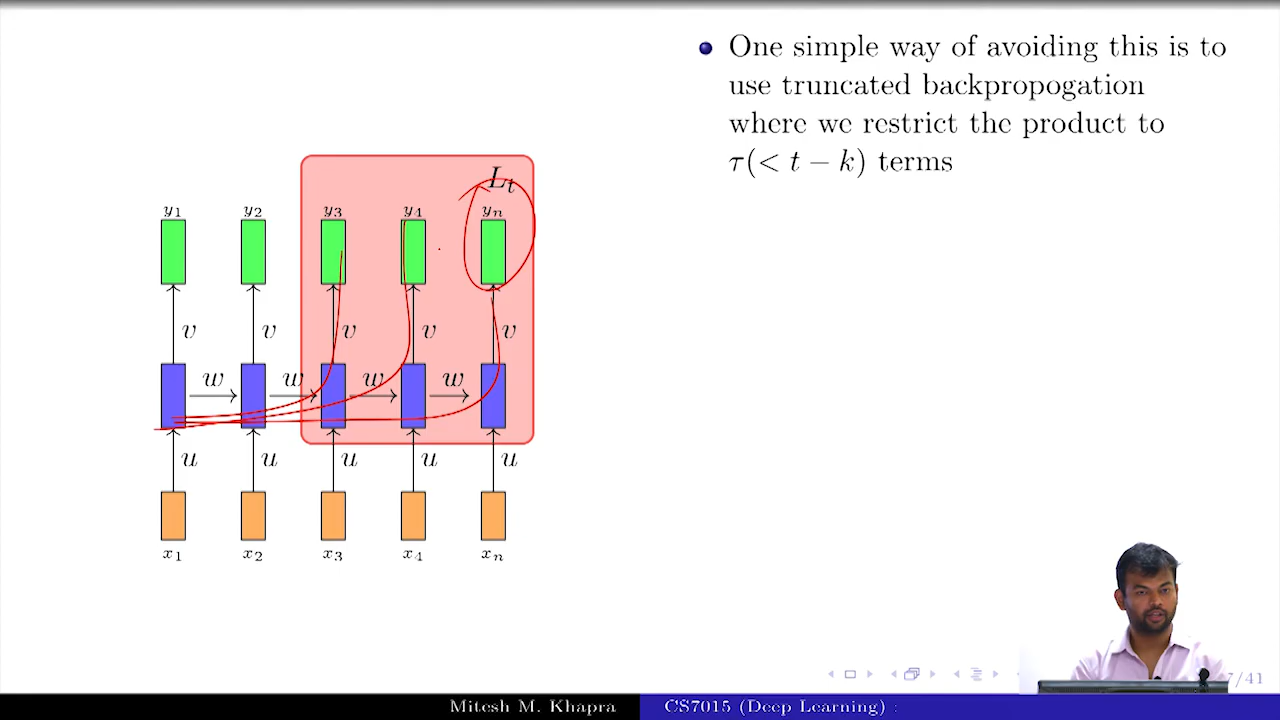 One simple way of avoiding this is to
use truncated backpropogation
where we restrict the product to
τ(< t − k) terms
L_t
y_1 y_2 y_3 y_4 y_n
v v v v v
w w w w
u u u u u
x_1 x_2 x_3 x_4 x_n
/41
Mitesh M. Khapra CS7015 (Deep Learning) :